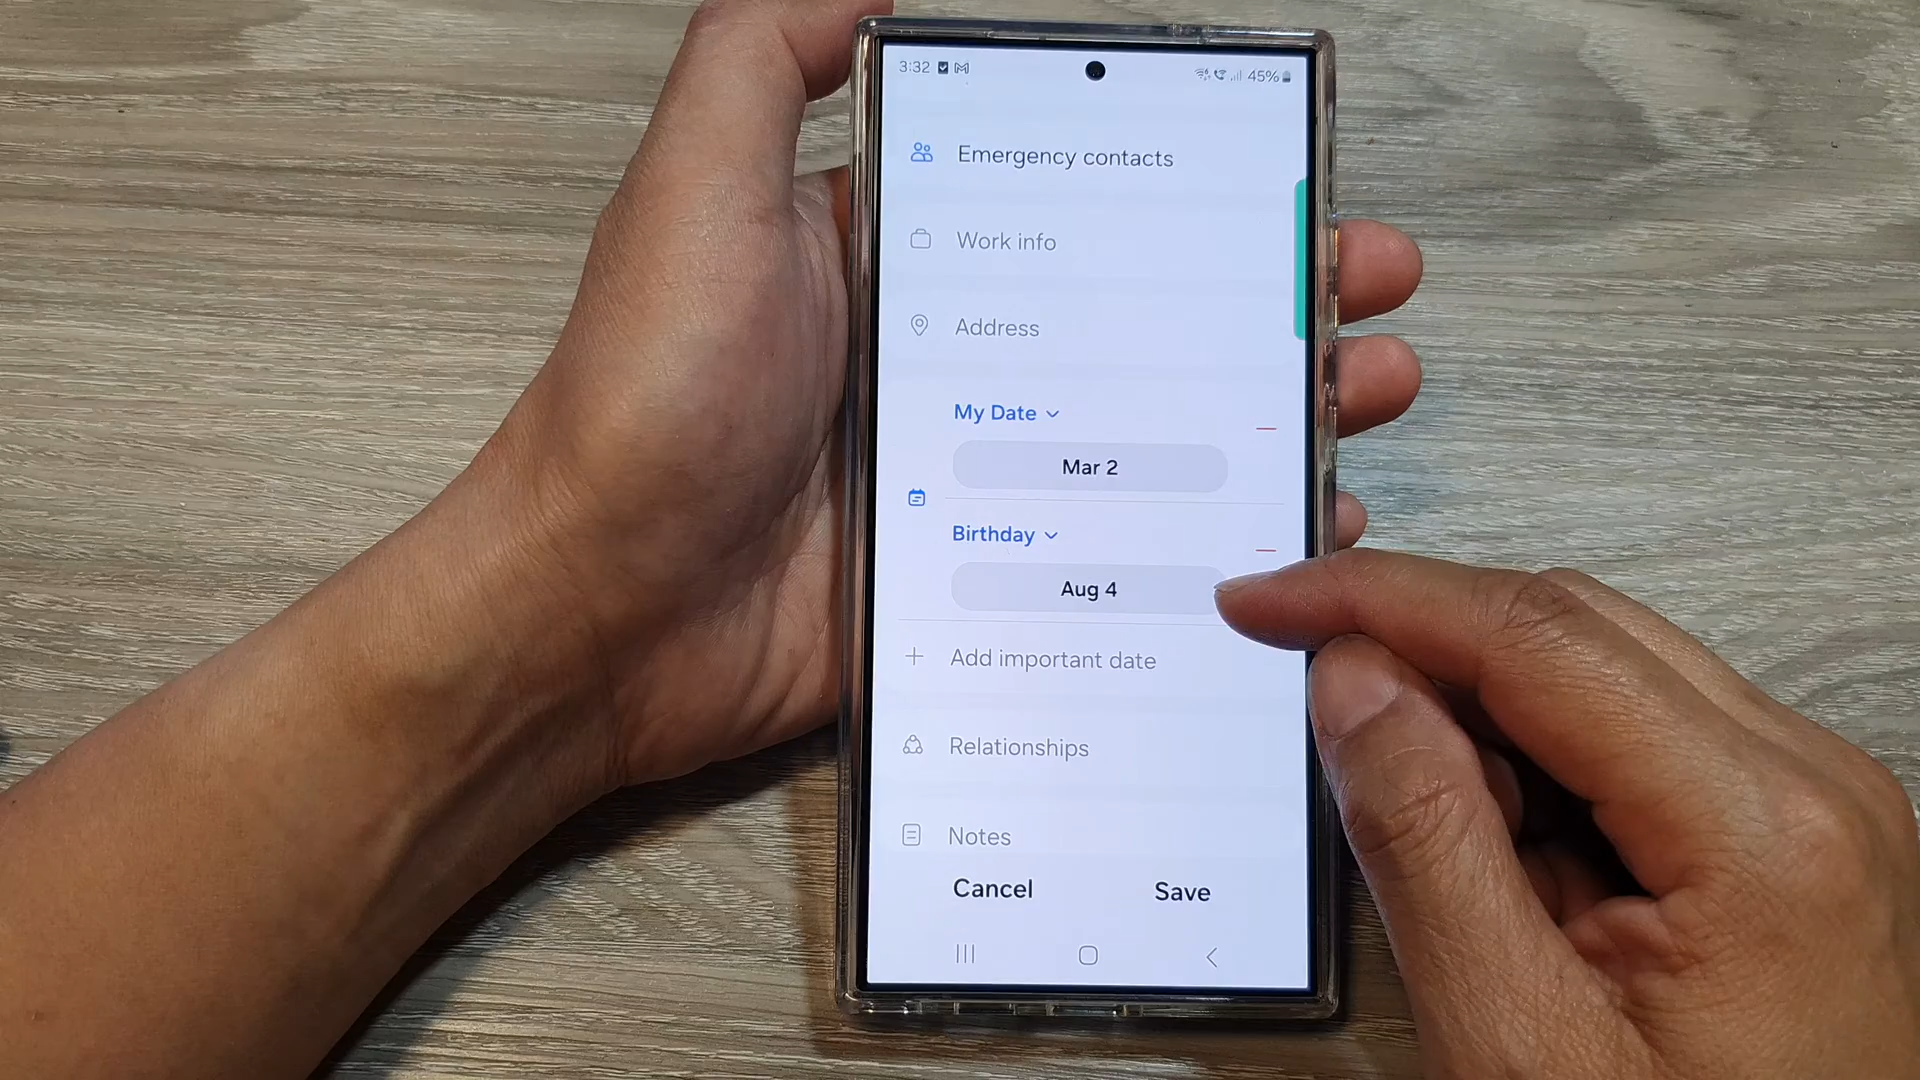 3:32
45%
Emergency contacts
Work info
Address
My Date
Mar 2
Birthday
Aug 4
Add important date
Relationships
Notes
Cancel
Save